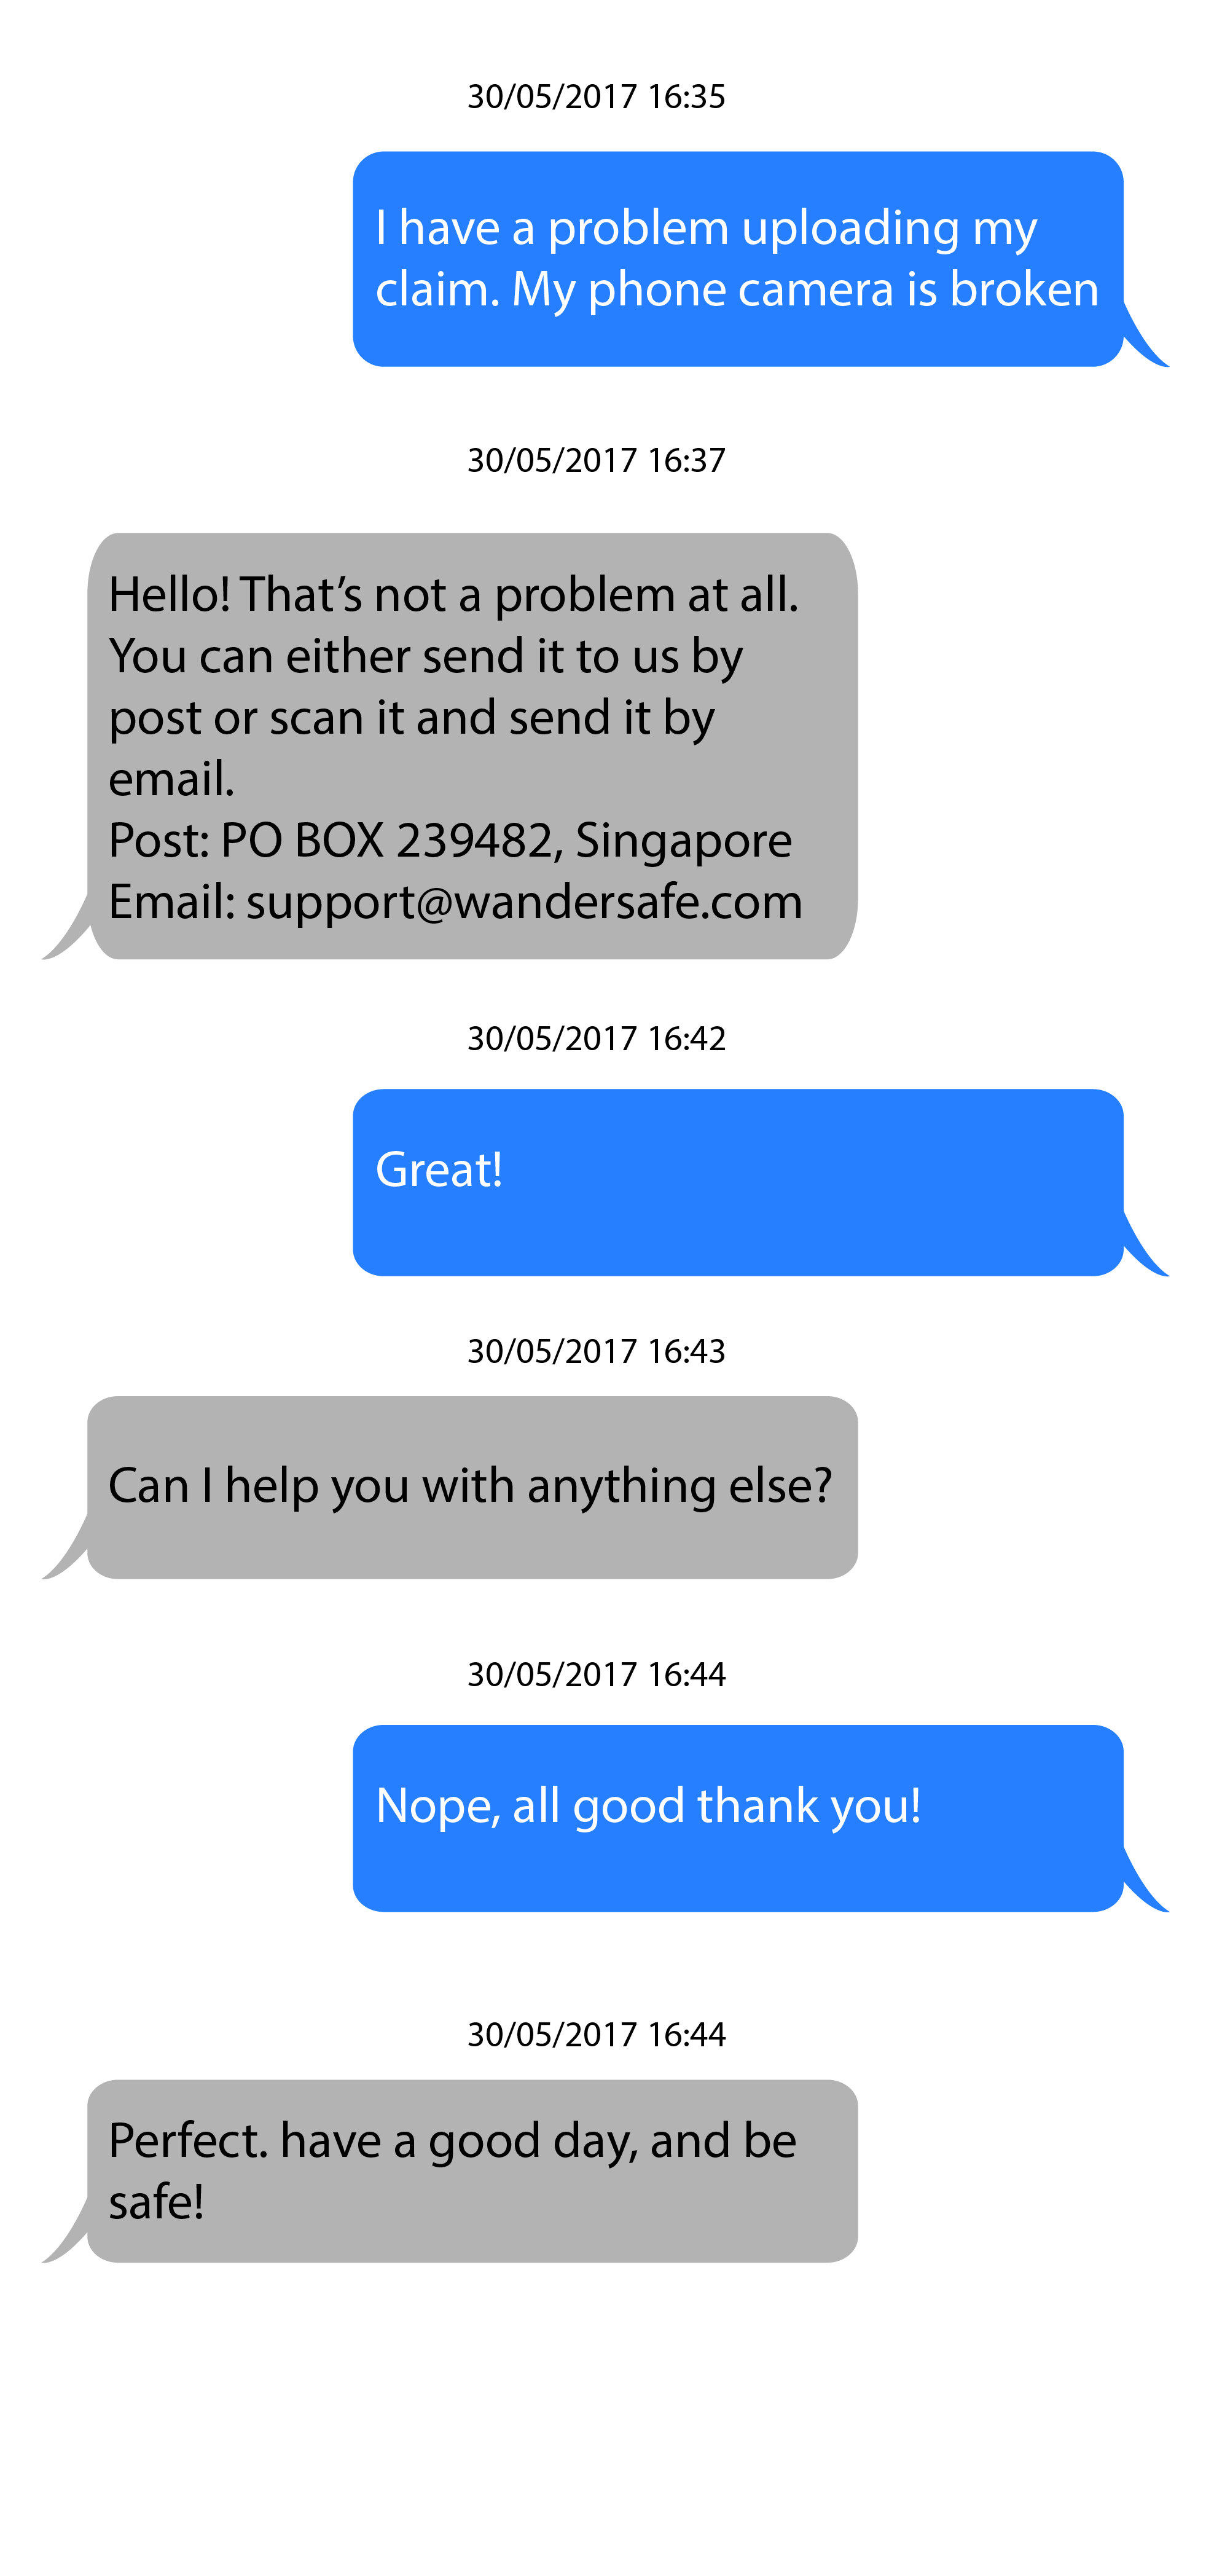 30/05/2017 16:35
I have a problem uploading my
claim. My phone camera is broken
30/05/2017 16:37
Hello! That’s not a problem at all.
You can either send it to us by
post or scan it and send it by
email.
Post: PO BOX 239482, Singapore
Email: support@wandersafe.com
30/05/2017 16:42
Great!
30/05/2017 16:43
Can I help you with anything else?
30/05/2017 16:44
Nope, all good thank you!
30/05/2017 16:44
Perfect. have a good day, and be
safe!